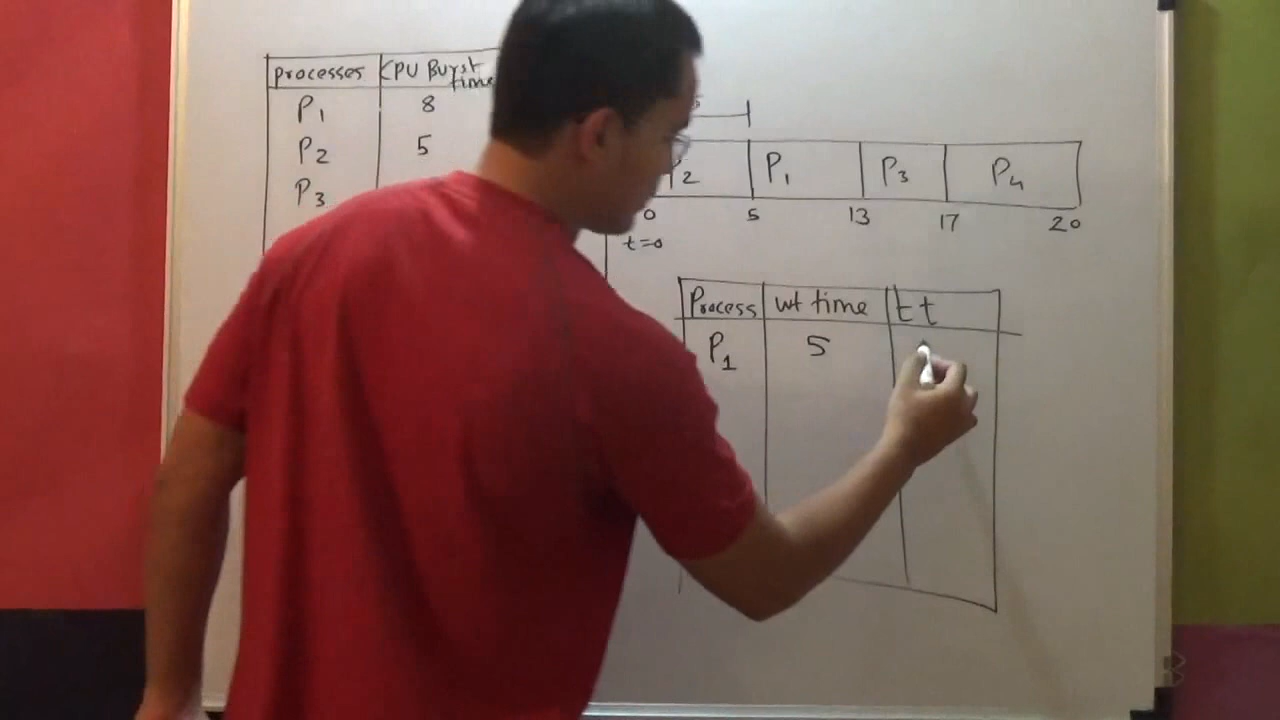 Processes CPU Burst time
P1 8
P2 5
P3
P2 P1 P3 P4
0 5 13 17 20
t=0
Process wt time tt
P1 5